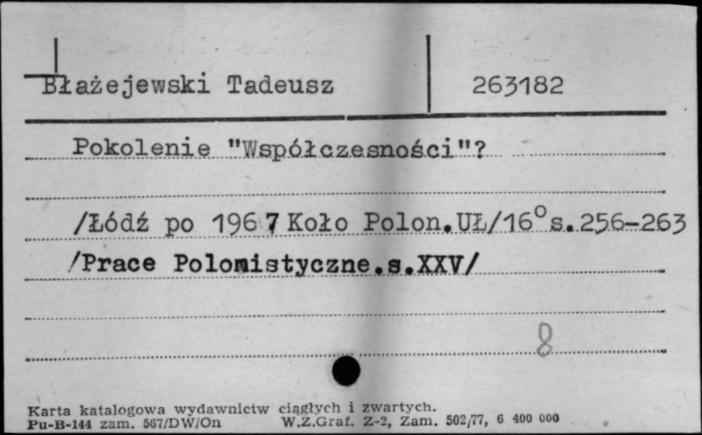 Błażejewski Tadeusz 263182
Pokolenie "Współczesności"?
/Łódź po 1967 Koło Polon.UŁ/16° s.256-263
/Prace Polonistyczne.s.XXV/
8
Karta katalogowa wydawnictw ciągłych i zwartych.
Pu-B-144 zam. 567/DW/On W.Z.Graf. Z-2, Zam. 502/77, 6 400 000